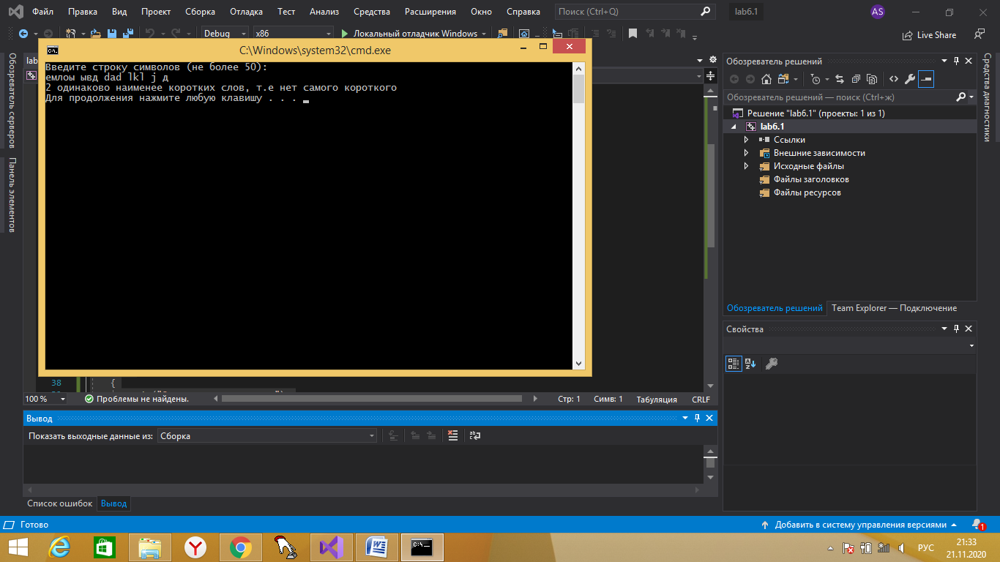 Файл Правка Вид Проект Сборка Отладка Тест Анализ Средства Расширения Окно Справка Поиск (Ctrl+Q) lab6.1 AS
Debug x86 Локальный отладчик Windows Live Share
C:\Windows\system32\cmd.exe
C:\.
Введите строку символов (не более 50):
емлоы ывд dad lkl j д
2 одинаково наименее коротких слов, т.е нет самого короткого
Для продолжения нажмите любую клавишу . . .
Обозреватель серверов
Панель элементов
lab
38 {
100 % Проблемы не найдены. Стр: 1 Симв: 1 Табуляция CRLF
Вывод
Показать выходные данные из: Сборка
Список ошибок Вывод
Обозреватель решений
Обозреватель решений — поиск (Ctrl+ж)
Решение "lab6.1" (проекты: 1 из 1)
lab6.1
Ссылки
Внешние зависимости
Исходные файлы
Файлы заголовков
Файлы ресурсов
Обозреватель решений Team Explorer — Подключение
Свойства
Средства диагностики
Готово Добавить в систему управления версиями 1
РУС 21:33
21.11.2020